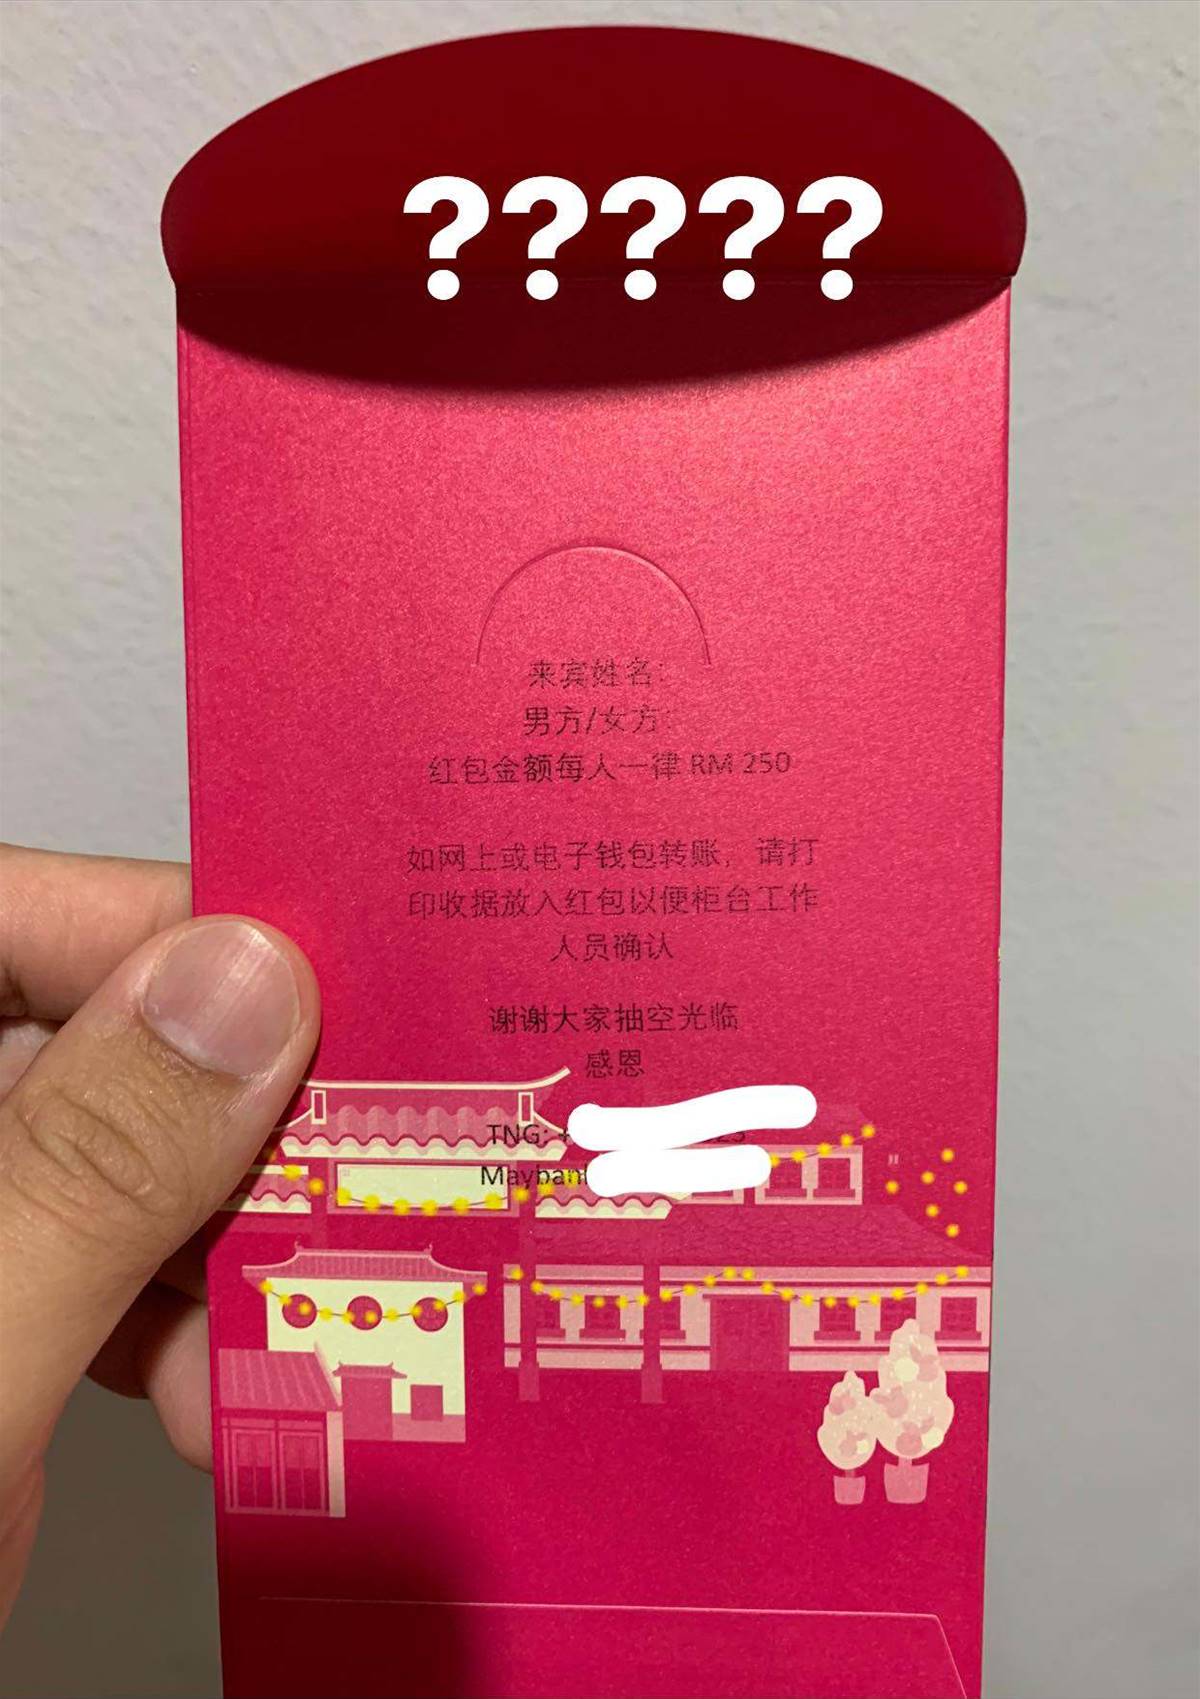 ?????
来宾姓名:
男方/女方:
红包金额每人一律 RM 250
如网上或电子钱包转账，请打
印收据放入红包以便柜台工作
人员确认
谢谢大家抽空光临
感恩
TNG: +
Maybank